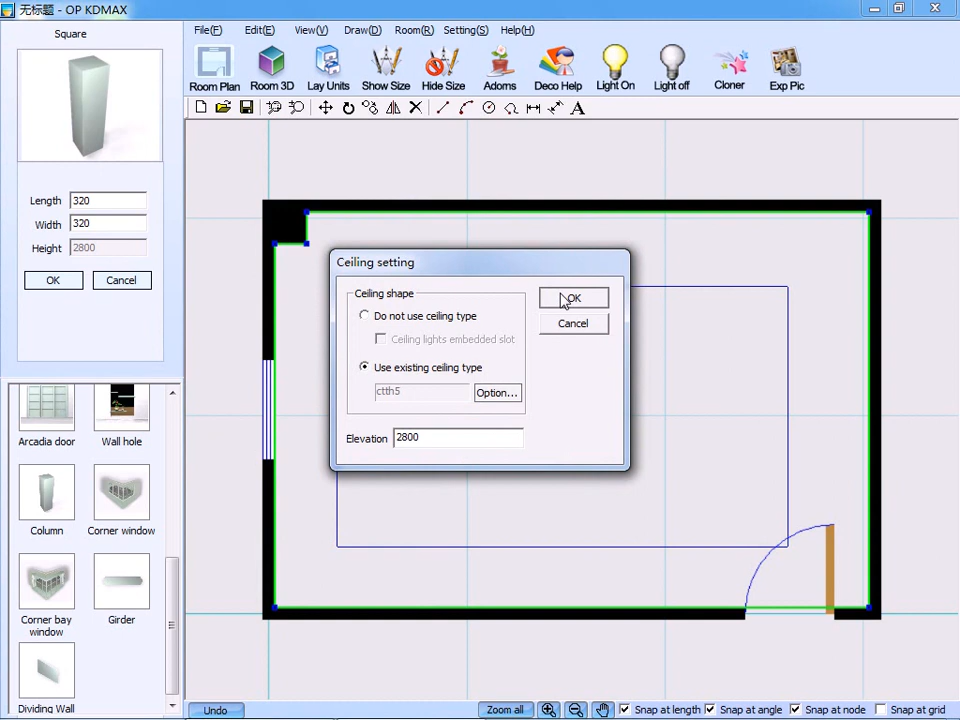 无标题 - OP KDMAX
Square
Length 320
Width 320
Height 2800
OK Cancel
Arcadia door Wall hole
Column Corner window
Corner bay window Girder
Dividing Wall
File(F) Edit(E) View(V) Draw(D) Room(R) Setting(S) Help(H)
Room Plan Room 3D Lay Units Show Size Hide Size Adorns Deco Help Light On Light off Cloner Exp Pic
A
Ceiling setting
Ceiling shape
Do not use ceiling type
Ceiling lights embedded slot
Use existing ceiling type
ctth5 Option...
Elevation 2800
OK
Cancel
Undo Zoom all Snap at length Snap at angle Snap at node Snap at grid